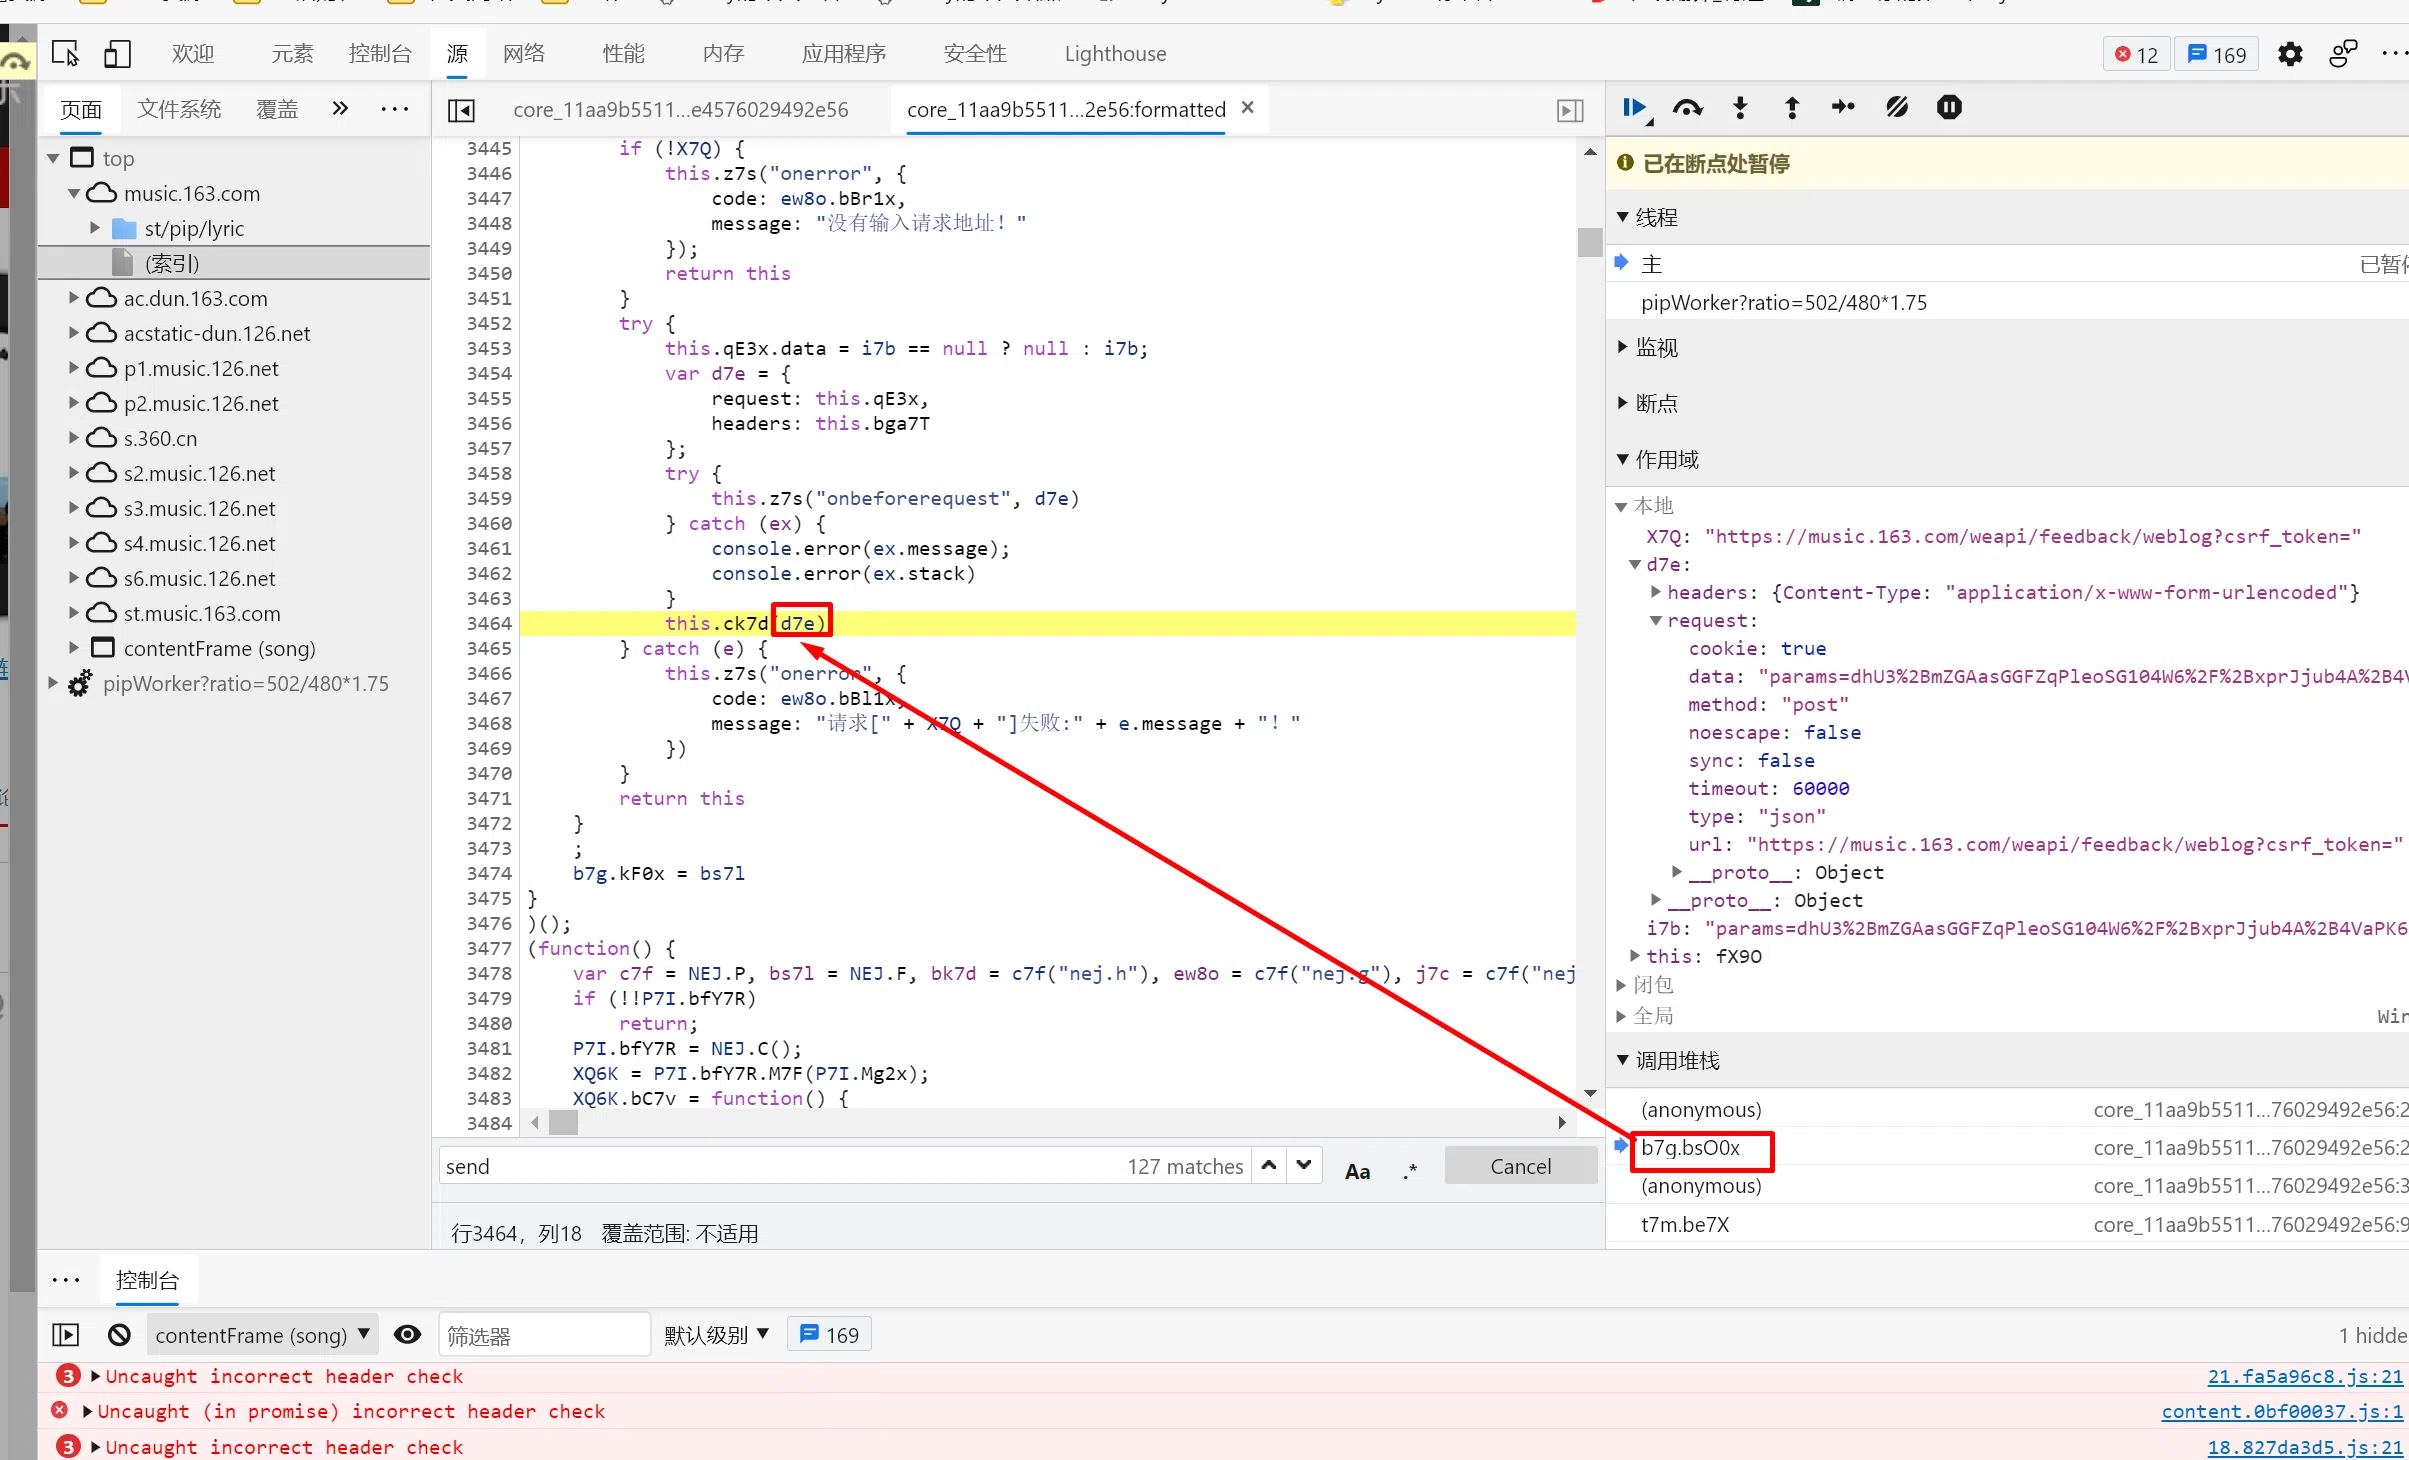 欢迎 元素 控制台 源 网络 性能 内存 应用程序 安全性 Lighthouse 12 169
页面 文件系统 覆盖
core_11aa9b5511...e4576029492e56 core_11aa9b5511...2e56:formatted
top
music.163.com
st/pip/lyric
(索引)
ac.dun.163.com
acstatic-dun.126.net
p1.music.126.net
p2.music.126.net
s.360.cn
s2.music.126.net
s3.music.126.net
s4.music.126.net
s6.music.126.net
st.music.163.com
contentFrame (song)
pipWorker?ratio=502/480*1.75
3445 if (!X7Q) {
3446 this.z7s("onerror", {
3447 code: ew8o.bBr1x,
3448 message: "没有输入请求地址！"
3449 });
3450 return this
3451 }
3452 try {
3453 this.qE3x.data = i7b == null ? null : i7b;
3454 var d7e = {
3455 request: this.qE3x,
3456 headers: this.bga7T
3457 };
3458 try {
3459 this.z7s("onbeforerequest", d7e)
3460 } catch (ex) {
3461 console.error(ex.message);
3462 console.error(ex.stack)
3463 }
3464 this.ck7d(d7e)
3465 } catch (e) {
3466 this.z7s("onerror", {
3467 code: ew8o.bBl1x,
3468 message: "请求[" + X7Q + "]失败:" + e.message + "！"
3469 })
3470 }
3471 return this
3472 }
3473 ;
3474 b7g.kF0x = bs7l
3475 }
3476 )();
3477 (function() {
3478 var c7f = NEJ.P, bs7l = NEJ.F, bk7d = c7f("nej.h"), ew8o = c7f("nej.g"), j7c = c7f("nej
3479 if (!!P7I.bfY7R)
3480 return;
3481 P7I.bfY7R = NEJ.C();
3482 XQ6K = P7I.bfY7R.M7F(P7I.Mg2x);
3483 XQ6K.bC7v = function() {
3484
send 127 matches Aa .* Cancel
行3464，列18 覆盖范围: 不适用
已在断点处暂停
线程
主 已暂停
pipWorker?ratio=502/480*1.75
监视
断点
作用域
本地
X7Q: "https://music.163.com/weapi/feedback/weblog?csrf_token="
d7e:
headers: {Content-Type: "application/x-www-form-urlencoded"}
request:
cookie: true
data: "params=dhU3%2BmZGAasGGFZqPleoSG104W6%2F%2BxprJjub4A%2B4V
method: "post"
noescape: false
sync: false
timeout: 60000
type: "json"
url: "https://music.163.com/weapi/feedback/weblog?csrf_token="
__proto__: Object
__proto__: Object
i7b: "params=dhU3%2BmZGAasGGFZqPleoSG104W6%2F%2BxprJjub4A%2B4VaPK6
this: fX9O
闭包
全局 Win
调用堆栈
(anonymous) core_11aa9b5511...76029492e56:2
b7g.bsO0x core_11aa9b5511...76029492e56:2
(anonymous) core_11aa9b5511...76029492e56:3
t7m.be7X core_11aa9b5511...76029492e56:9
控制台
contentFrame (song) 筛选器 默认级别 169 1 hidde
3 Uncaught incorrect header check 21.fa5a96c8.js:21
Uncaught (in promise) incorrect header check content.0bf00037.js:1
3 Uncaught incorrect header check 18.827da3d5.js:21